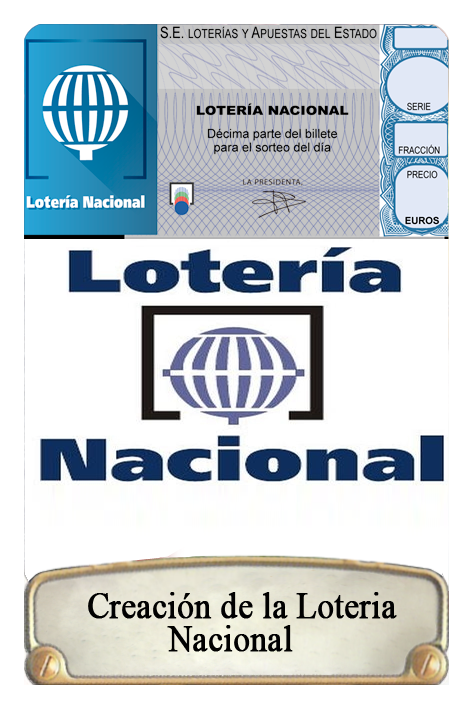 S.E. LOTERÍAS Y APUESTAS DEL ESTADO
LOTERÍA NACIONAL
Décima parte del billete
para el sorteo del día
LA PRESIDENTA,
SERIE
FRACCIÓN
PRECIO
EUROS
Lotería Nacional
Lotería
Nacional
Creación de la Loteria
Nacional